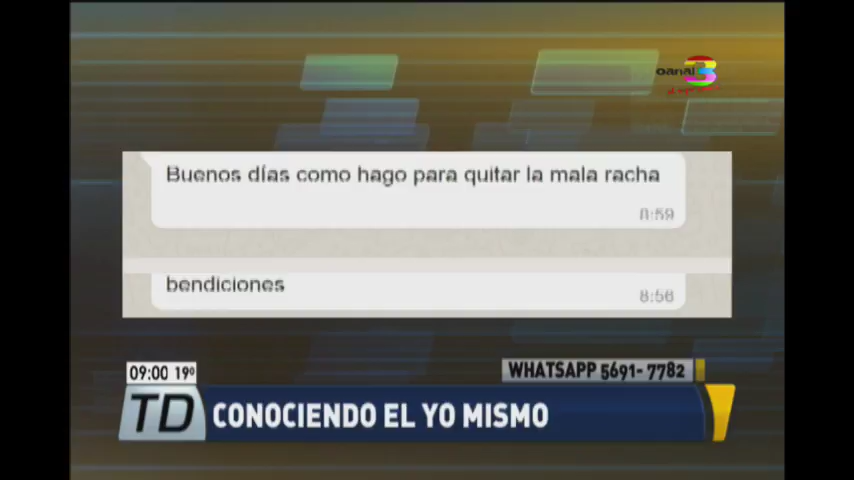 canal 3
Buenos días como hago para quitar la mala racha
8:59
bendiciones
8:56
09:00 19º
WHATSAPP 5691-7782
TD
CONOCIENDO EL YO MISMO